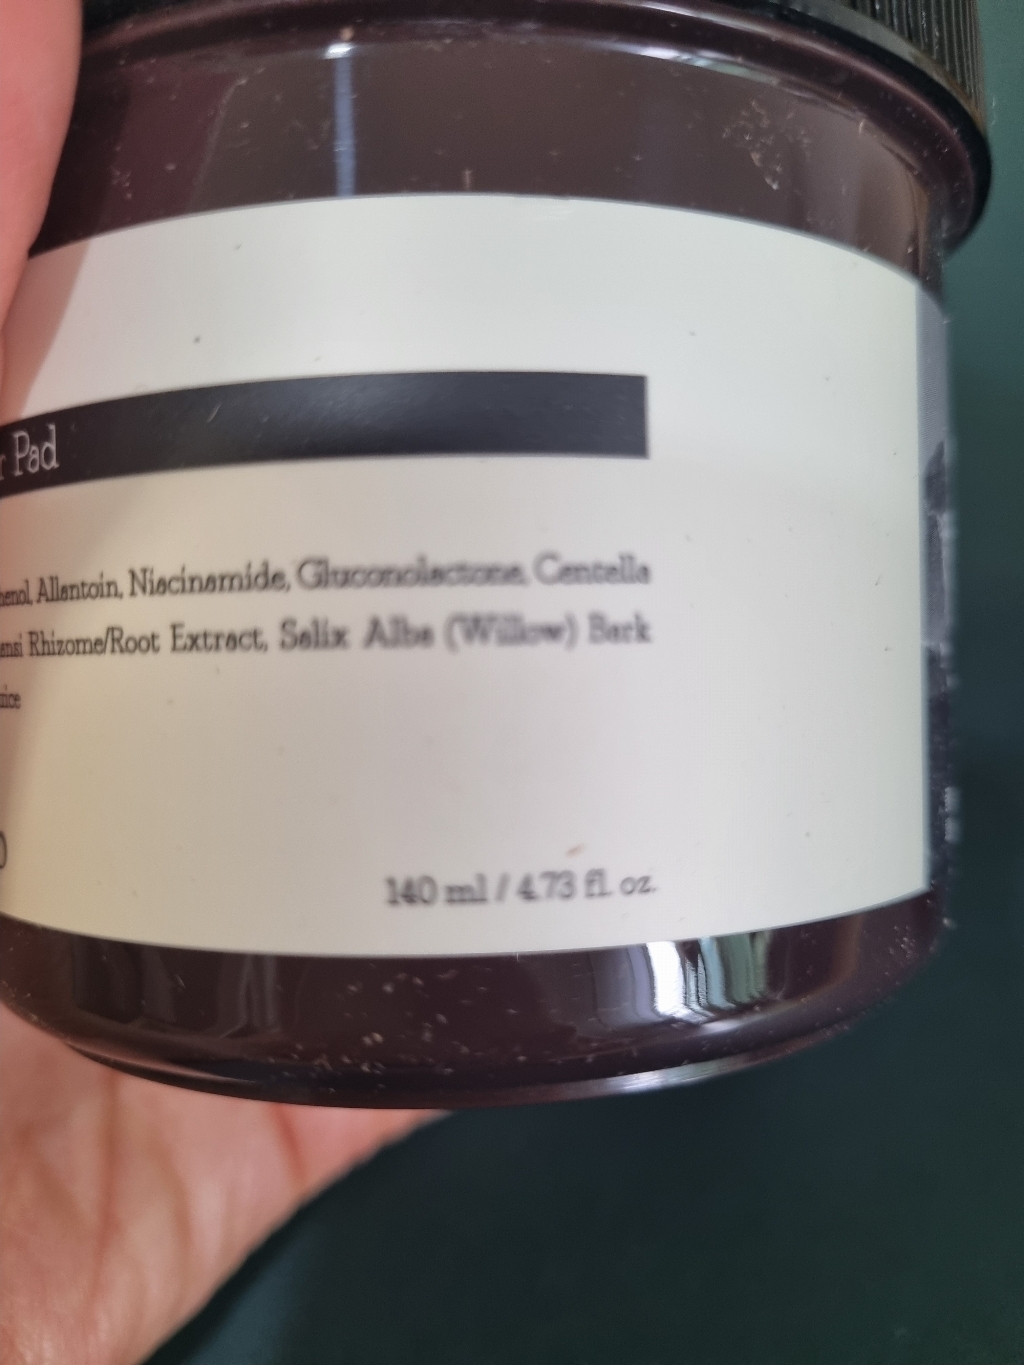 Pad
Allantoin, Niacinamide, Gluconolactone, Centella
Rhizome/Root Extract, Salix Alba (Willow) Bark
140 ml / 4.73 fl. oz.